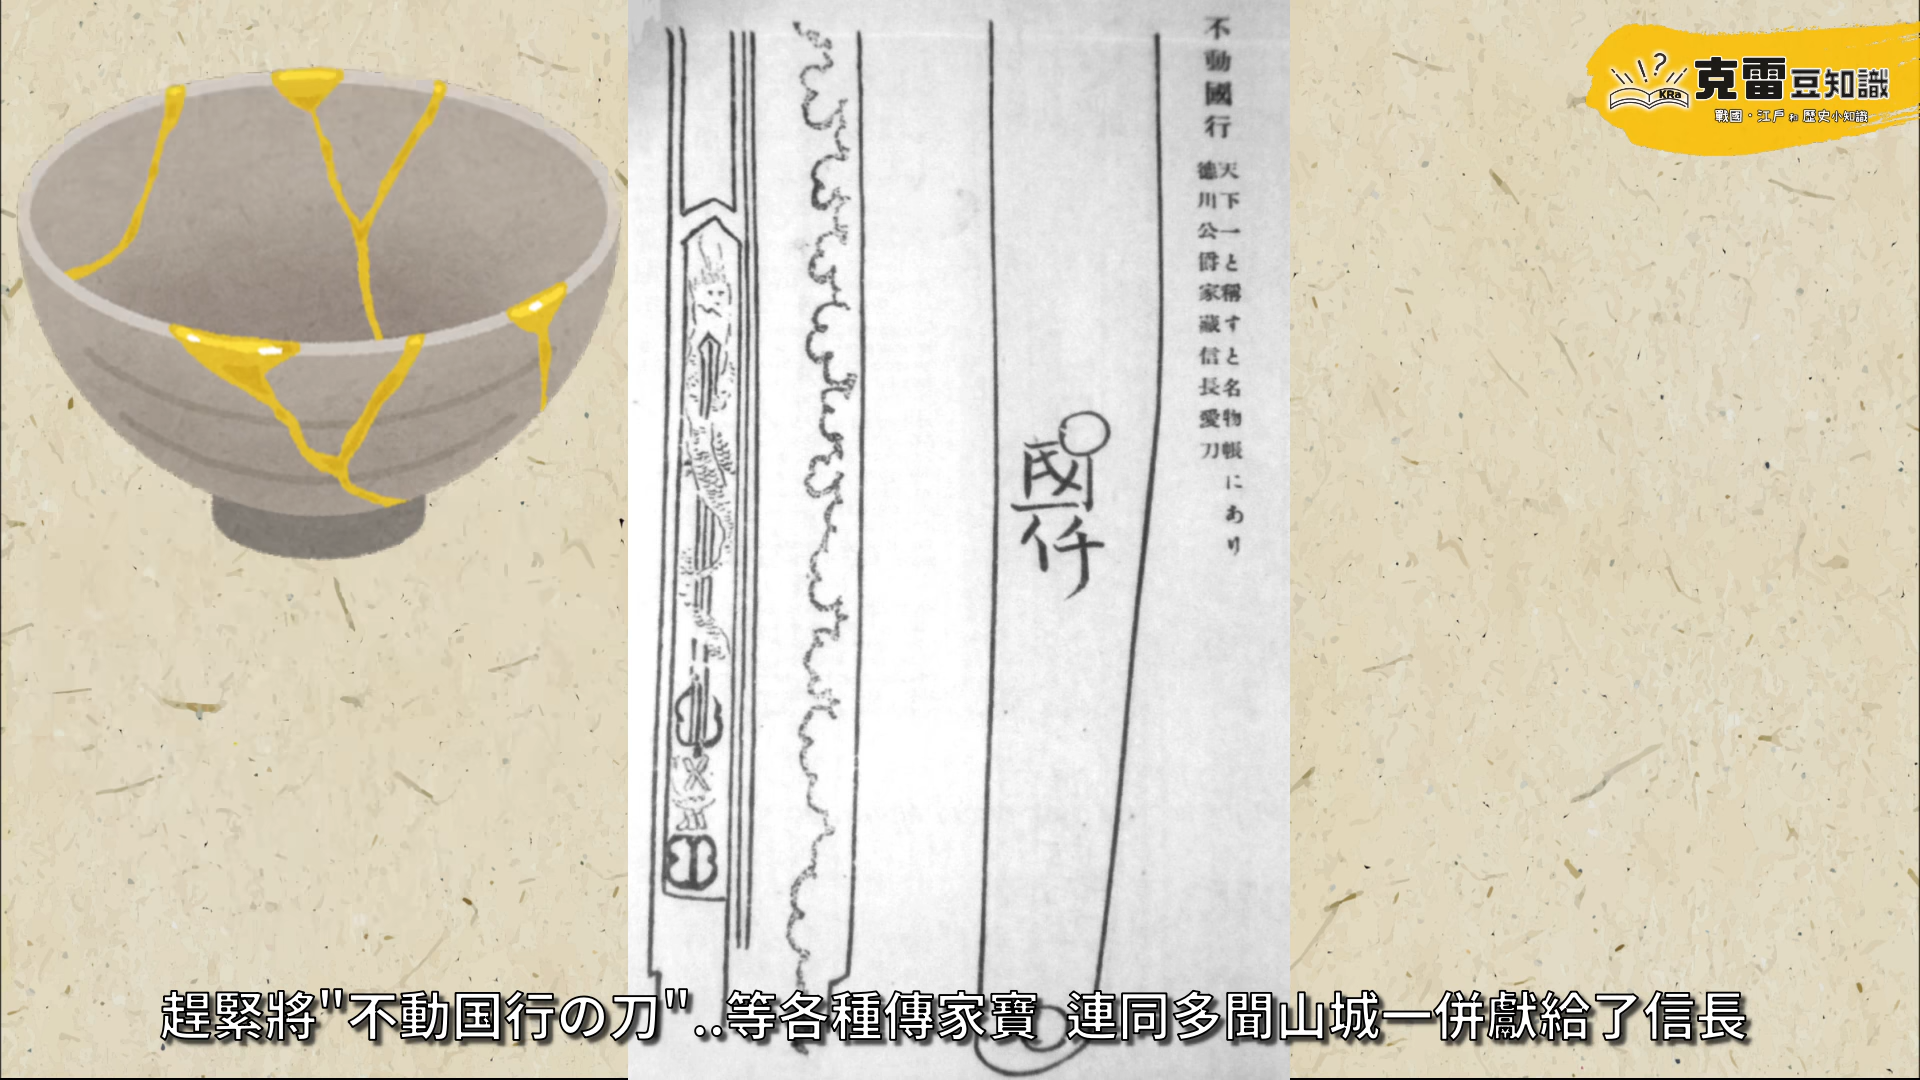 不動國行
天下一と稱すと名物帳にあり
德川公爵家藏信長愛刀
國行
!?
KRa
克雷豆知識
戰國・江戶和歷史小知識
趕緊將"不動国行の刀"..等各種傳家寶 連同多聞山城一併獻給了信長